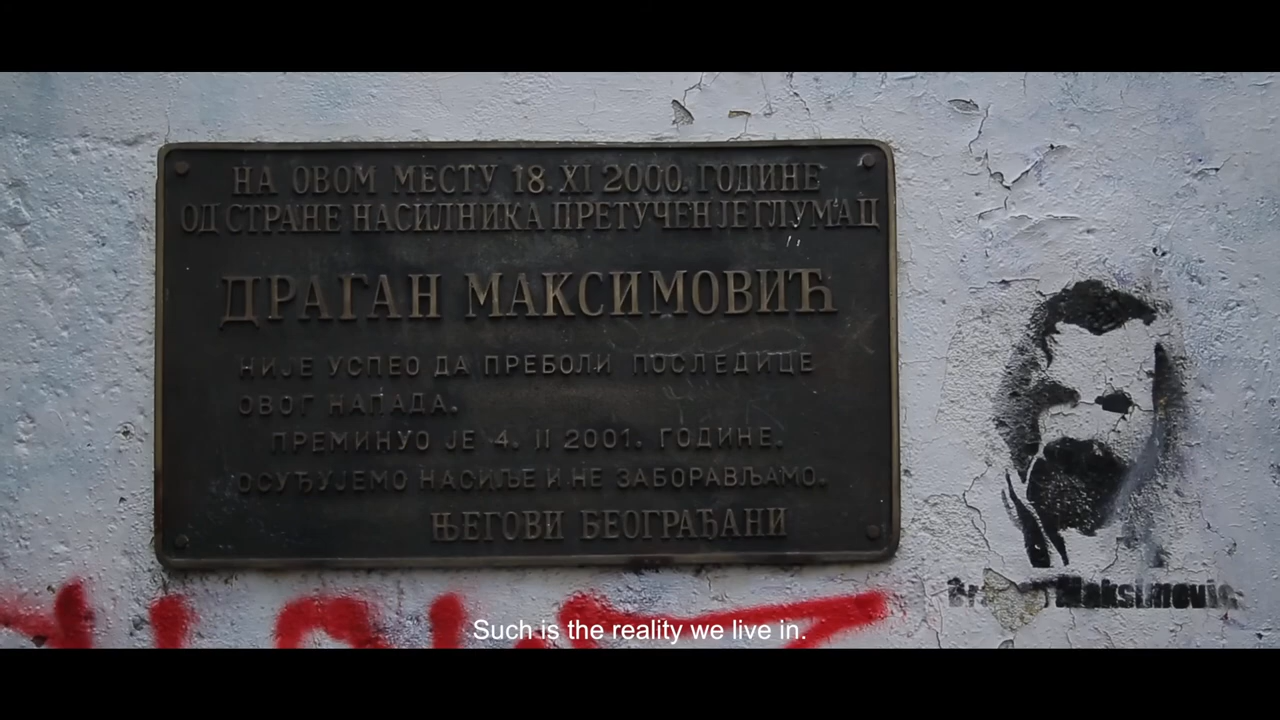 НА ОВОМ МЕСТУ 18. XI 2000. ГОДИНЕ
ОД СТРАНЕ НАСИЛНИКА ПРЕТУЧЕН ЈЕ ГЛУМАЦ
ДРАГАН МАКСИМОВИЋ
НИЈЕ УСПЕО ДА ПРЕБОЛИ ПОСЛЕДИЦЕ
ОВОГ НАПАДА.
ПРЕМИНУО ЈЕ 4. II 2001. ГОДИНЕ.
ОСУЂУЈЕМО НАСИЉЕ И НЕ ЗАБОРАВЉАМО.
ЊЕГОВИ БЕОГРАЂАНИ
Maksimovic
Such is the reality we live in.